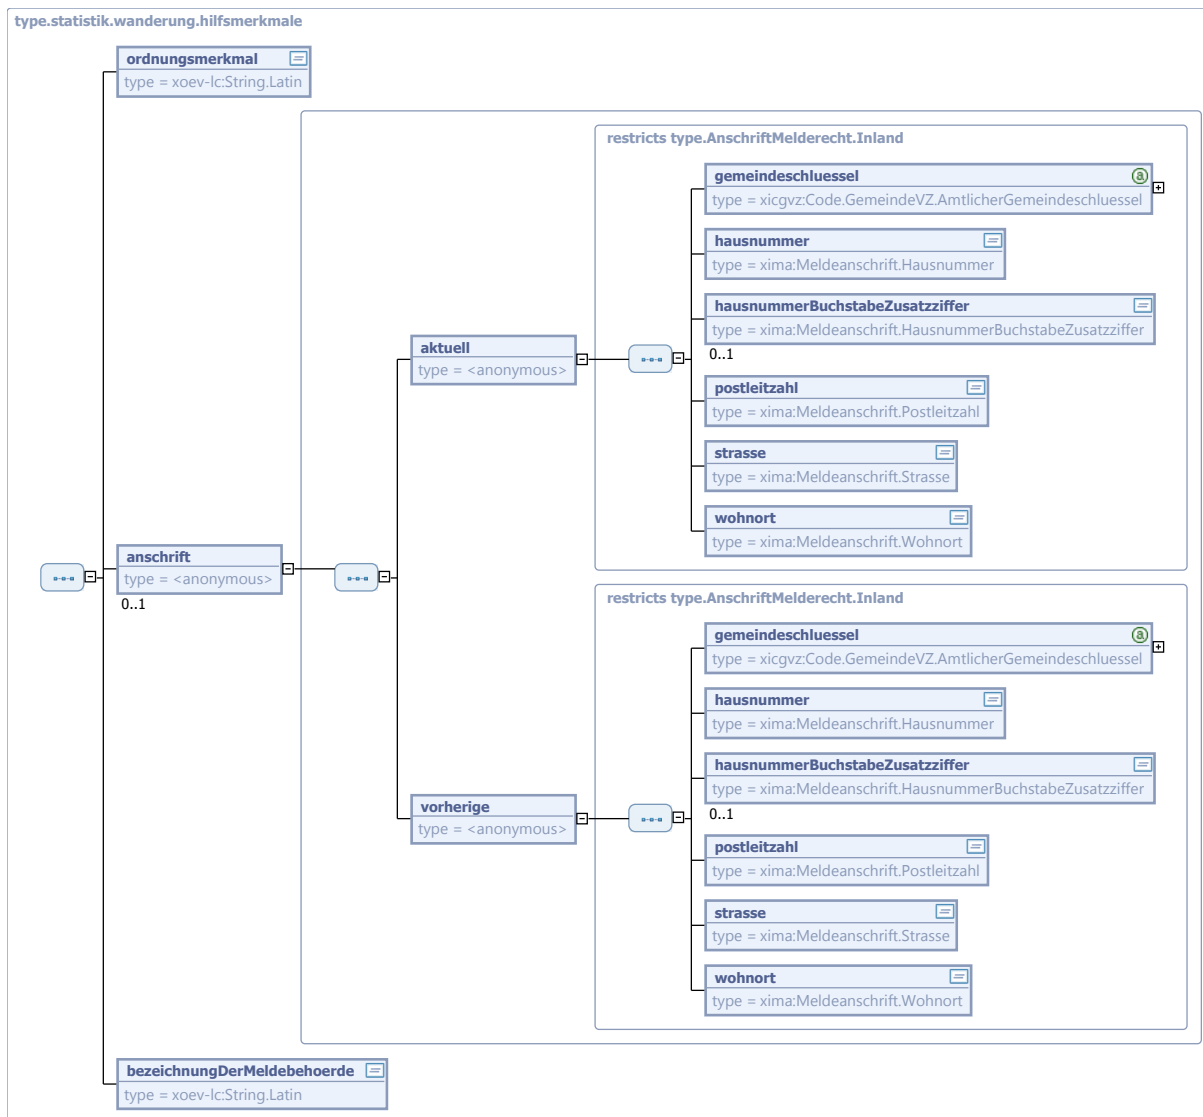 type.statistik.wanderung.hilfsmerkmale
ordnungsmerkmal
type = xoev-lc:String.Latin
anschrift
type = <anonymous>
0..1
aktuell
type = <anonymous>
restricts type.AnschriftMelderecht.Inland
gemeindeschluessel
a
type = xicgvz:Code.GemeindeVZ.AmtlicherGemeindeschluessel
hausnummer
type = xima:Meldeanschrift.Hausnummer
hausnummerBuchstabeZusatzziffer
type = xima:Meldeanschrift.HausnummerBuchstabeZusatzziffer
0..1
postleitzahl
type = xima:Meldeanschrift.Postleitzahl
strasse
type = xima:Meldeanschrift.Strasse
wohnort
type = xima:Meldeanschrift.Wohnort
vorherige
type = <anonymous>
restricts type.AnschriftMelderecht.Inland
gemeindeschluessel
a
type = xicgvz:Code.GemeindeVZ.AmtlicherGemeindeschluessel
hausnummer
type = xima:Meldeanschrift.Hausnummer
hausnummerBuchstabeZusatzziffer
type = xima:Meldeanschrift.HausnummerBuchstabeZusatzziffer
0..1
postleitzahl
type = xima:Meldeanschrift.Postleitzahl
strasse
type = xima:Meldeanschrift.Strasse
wohnort
type = xima:Meldeanschrift.Wohnort
bezeichnungDerMeldebehoerde
type = xoev-lc:String.Latin